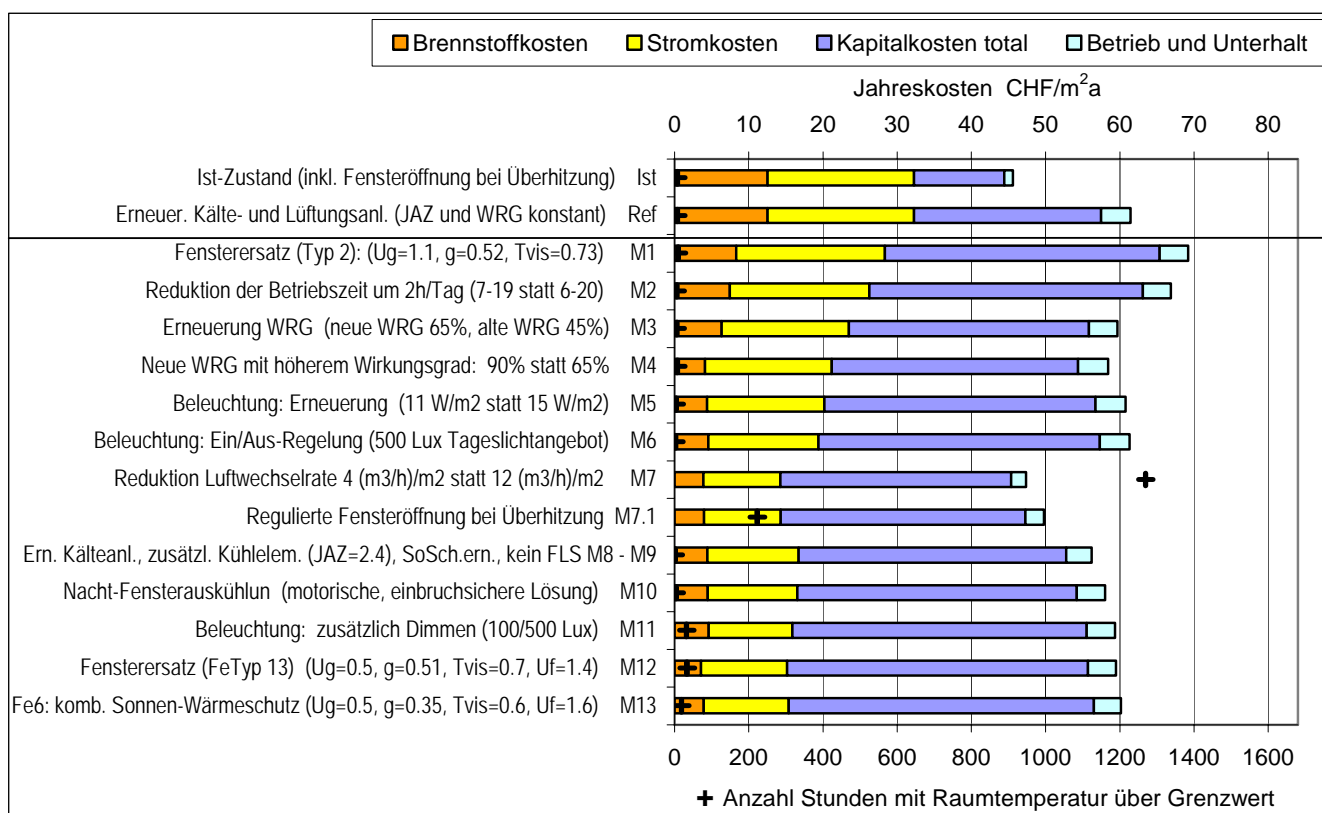 Brennstoffkosten Stromkosten Kapitalkosten total Betrieb und Unterhalt
Jahreskosten CHF/m²a
0 10 20 30 40 50 60 70 80
Ist-Zustand (inkl. Fensteröffnung bei Überhitzung) Ist
Erneuer. Kälte- und Lüftungsanl. (JAZ und WRG konstant) Ref
Fensterersatz (Typ 2): (Ug=1.1, g=0.52, Tvis=0.73) M1
Reduktion der Betriebszeit um 2h/Tag (7-19 statt 6-20) M2
Erneuerung WRG (neue WRG 65%, alte WRG 45%) M3
Neue WRG mit höherem Wirkungsgrad: 90% statt 65% M4
Beleuchtung: Erneuerung (11 W/m2 statt 15 W/m2) M5
Beleuchtung: Ein/Aus-Regelung (500 Lux Tageslichtangebot) M6
Reduktion Luftwechselrate 4 (m3/h)/m2 statt 12 (m3/h)/m2 M7
Regulierte Fensteröffnung bei Überhitzung M7.1
Ern. Kälteanl., zusätzl. Kühlelem. (JAZ=2.4), SoSch.ern., kein FLS M8 - M9
Nacht-Fensterauskühlun (motorische, einbruchsichere Lösung) M10
Beleuchtung: zusätzlich Dimmen (100/500 Lux) M11
Fensterersatz (FeTyp 13) (Ug=0.5, g=0.51, Tvis=0.7, Uf=1.4) M12
Fe6: komb. Sonnen-Wärmeschutz (Ug=0.5, g=0.35, Tvis=0.6, Uf=1.6) M13
0 200 400 600 800 1000 1200 1400 1600
+ Anzahl Stunden mit Raumtemperatur über Grenzwert